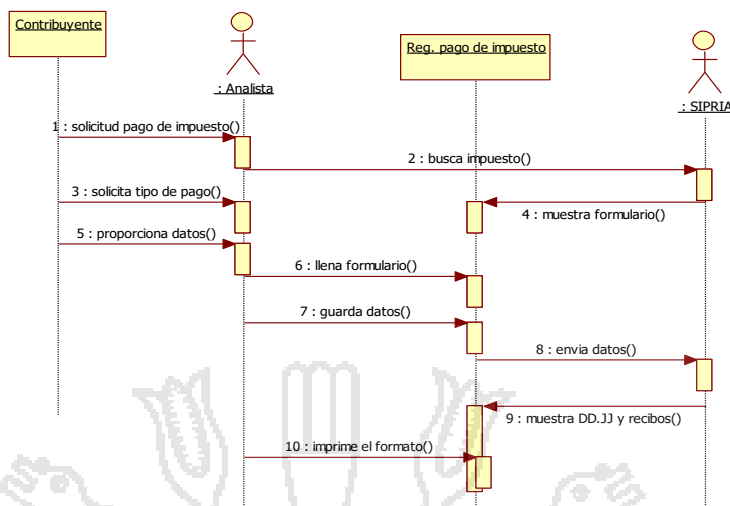 Contribuyente
: Analista
Reg. pago de impuesto
: SIPRIA
1 : solicitud pago de impuesto()
2 : busca impuesto()
3 : solicita tipo de pago()
4 : muestra formulario()
5 : proporciona datos()
6 : llena formulario()
7 : guarda datos()
8 : envia datos()
9 : muestra DD.JJ y recibos()
10 : imprime el formato()